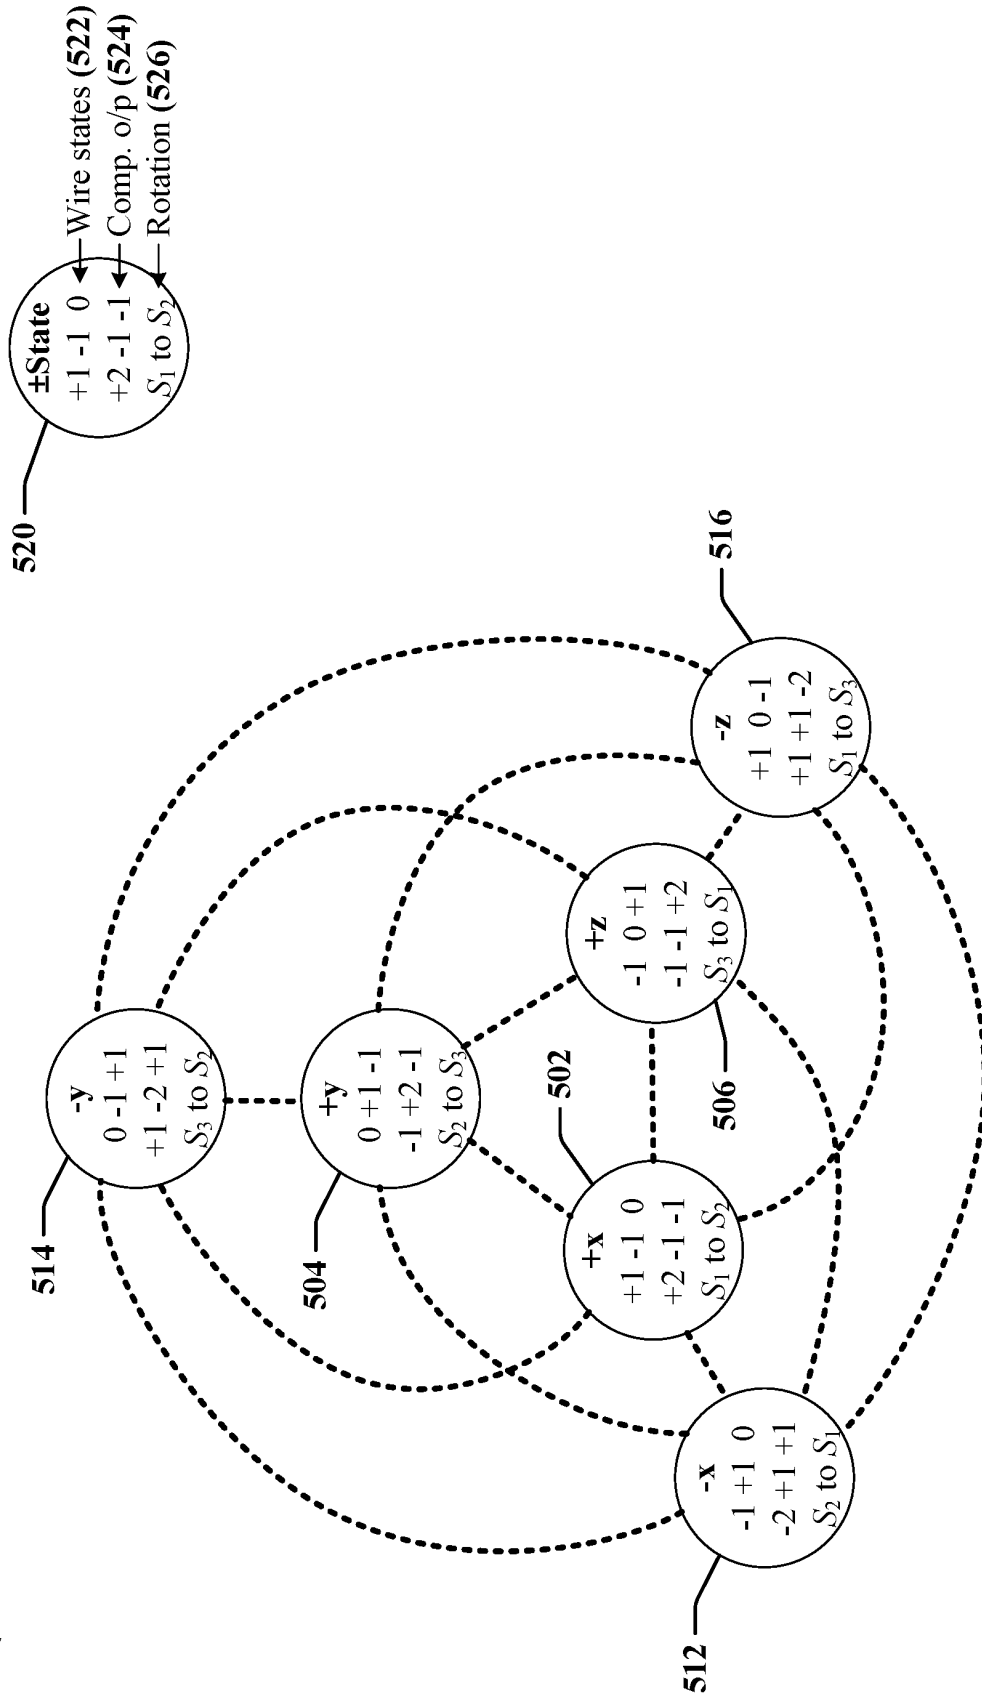 520
±State
+1 -1 0
+2 -1 -1
S₁ to S₂
Wire states (522)
Comp. o/p (524)
Rotation (526)
514
-y
0 -1 +1
+1 -2 +1
S₃ to S₂
504
+y
0 +1 -1
-1 +2 -1
S₂ to S₃
502
+x
+1 -1 0
+2 -1 -1
S₁ to S₂
506
+z
-1 0 +1
-1 -1 +2
S₃ to S₁
512
-x
-1 +1 0
-2 +1 +1
S₂ to S₁
516
-z
+1 0 -1
+1 +1 -2
S₁ to S₃